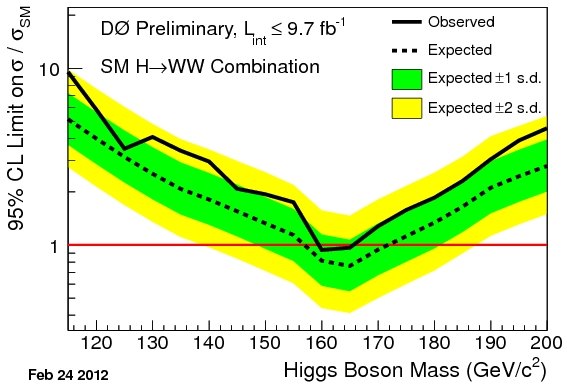 DØ Preliminary, Lint ≤ 9.7 fb-1
SM H→WW Combination
Observed
Expected
Expected ±1 s.d.
Expected ±2 s.d.
95% CL Limit on σ / σSM
10
1
120 130 140 150 160 170 180 190 200
Higgs Boson Mass (GeV/c2)
Feb 24 2012